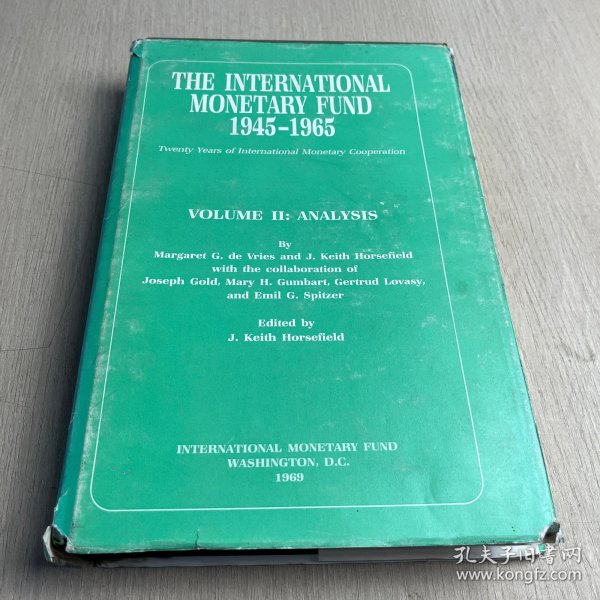 THE INTERNATIONAL
MONETARY FUND
1945-1965
Twenty Years of International Monetary Cooperation
VOLUME II: ANALYSIS
By
Margaret G. de Vries and J. Keith Horsefield
with the collaboration of
Joseph Gold, Mary H. Gumbart, Gertrud Lovasy,
and Emil G. Spitzer
Edited by
J. Keith Horsefield
INTERNATIONAL MONETARY FUND
WASHINGTON, D.C.
1969
孔夫子旧书网
www.kongfz.com